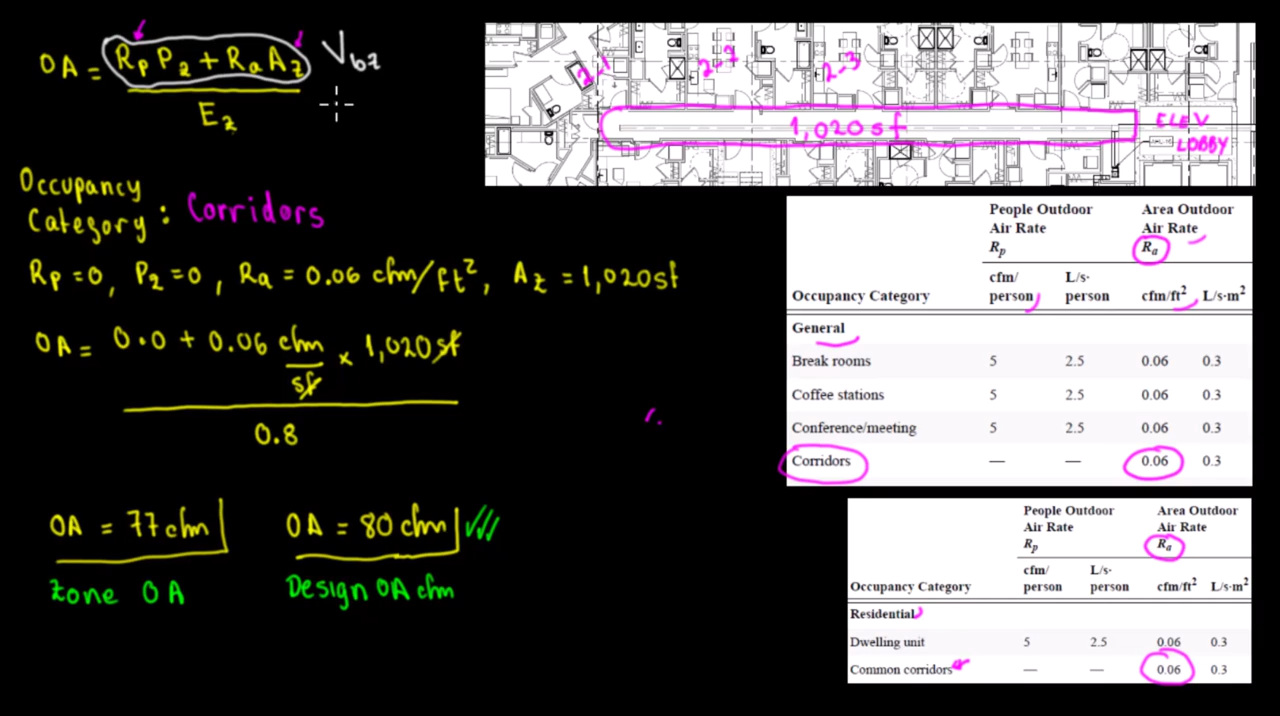 OA = RpPz + RaAz Vbz
Ez
2-1
2-2
2-3
1,020 sf
ELEV
LOBBY
Occupancy
Category : Corridors
Rp = 0, Pz = 0, Ra = 0.06 cfm/ft², Az = 1,020 sf
OA = 0.0 + 0.06 cfm/sf x 1,020 sf
0.8
OA = 77 cfm
Zone OA
OA = 80 cfm
Design OA cfm
People Outdoor Area Outdoor
Air Rate Air Rate
Rp Ra
cfm/ L/s·
Occupancy Category person person cfm/ft² L/s·m²
General
Break rooms 5 2.5 0.06 0.3
Coffee stations 5 2.5 0.06 0.3
Conference/meeting 5 2.5 0.06 0.3
Corridors — — 0.06 0.3
People Outdoor Area Outdoor
Air Rate Air Rate
Rp Ra
cfm/ L/s·
Occupancy Category person person cfm/ft² L/s·m²
Residential
Dwelling unit 5 2.5 0.06 0.3
Common corridors — — 0.06 0.3